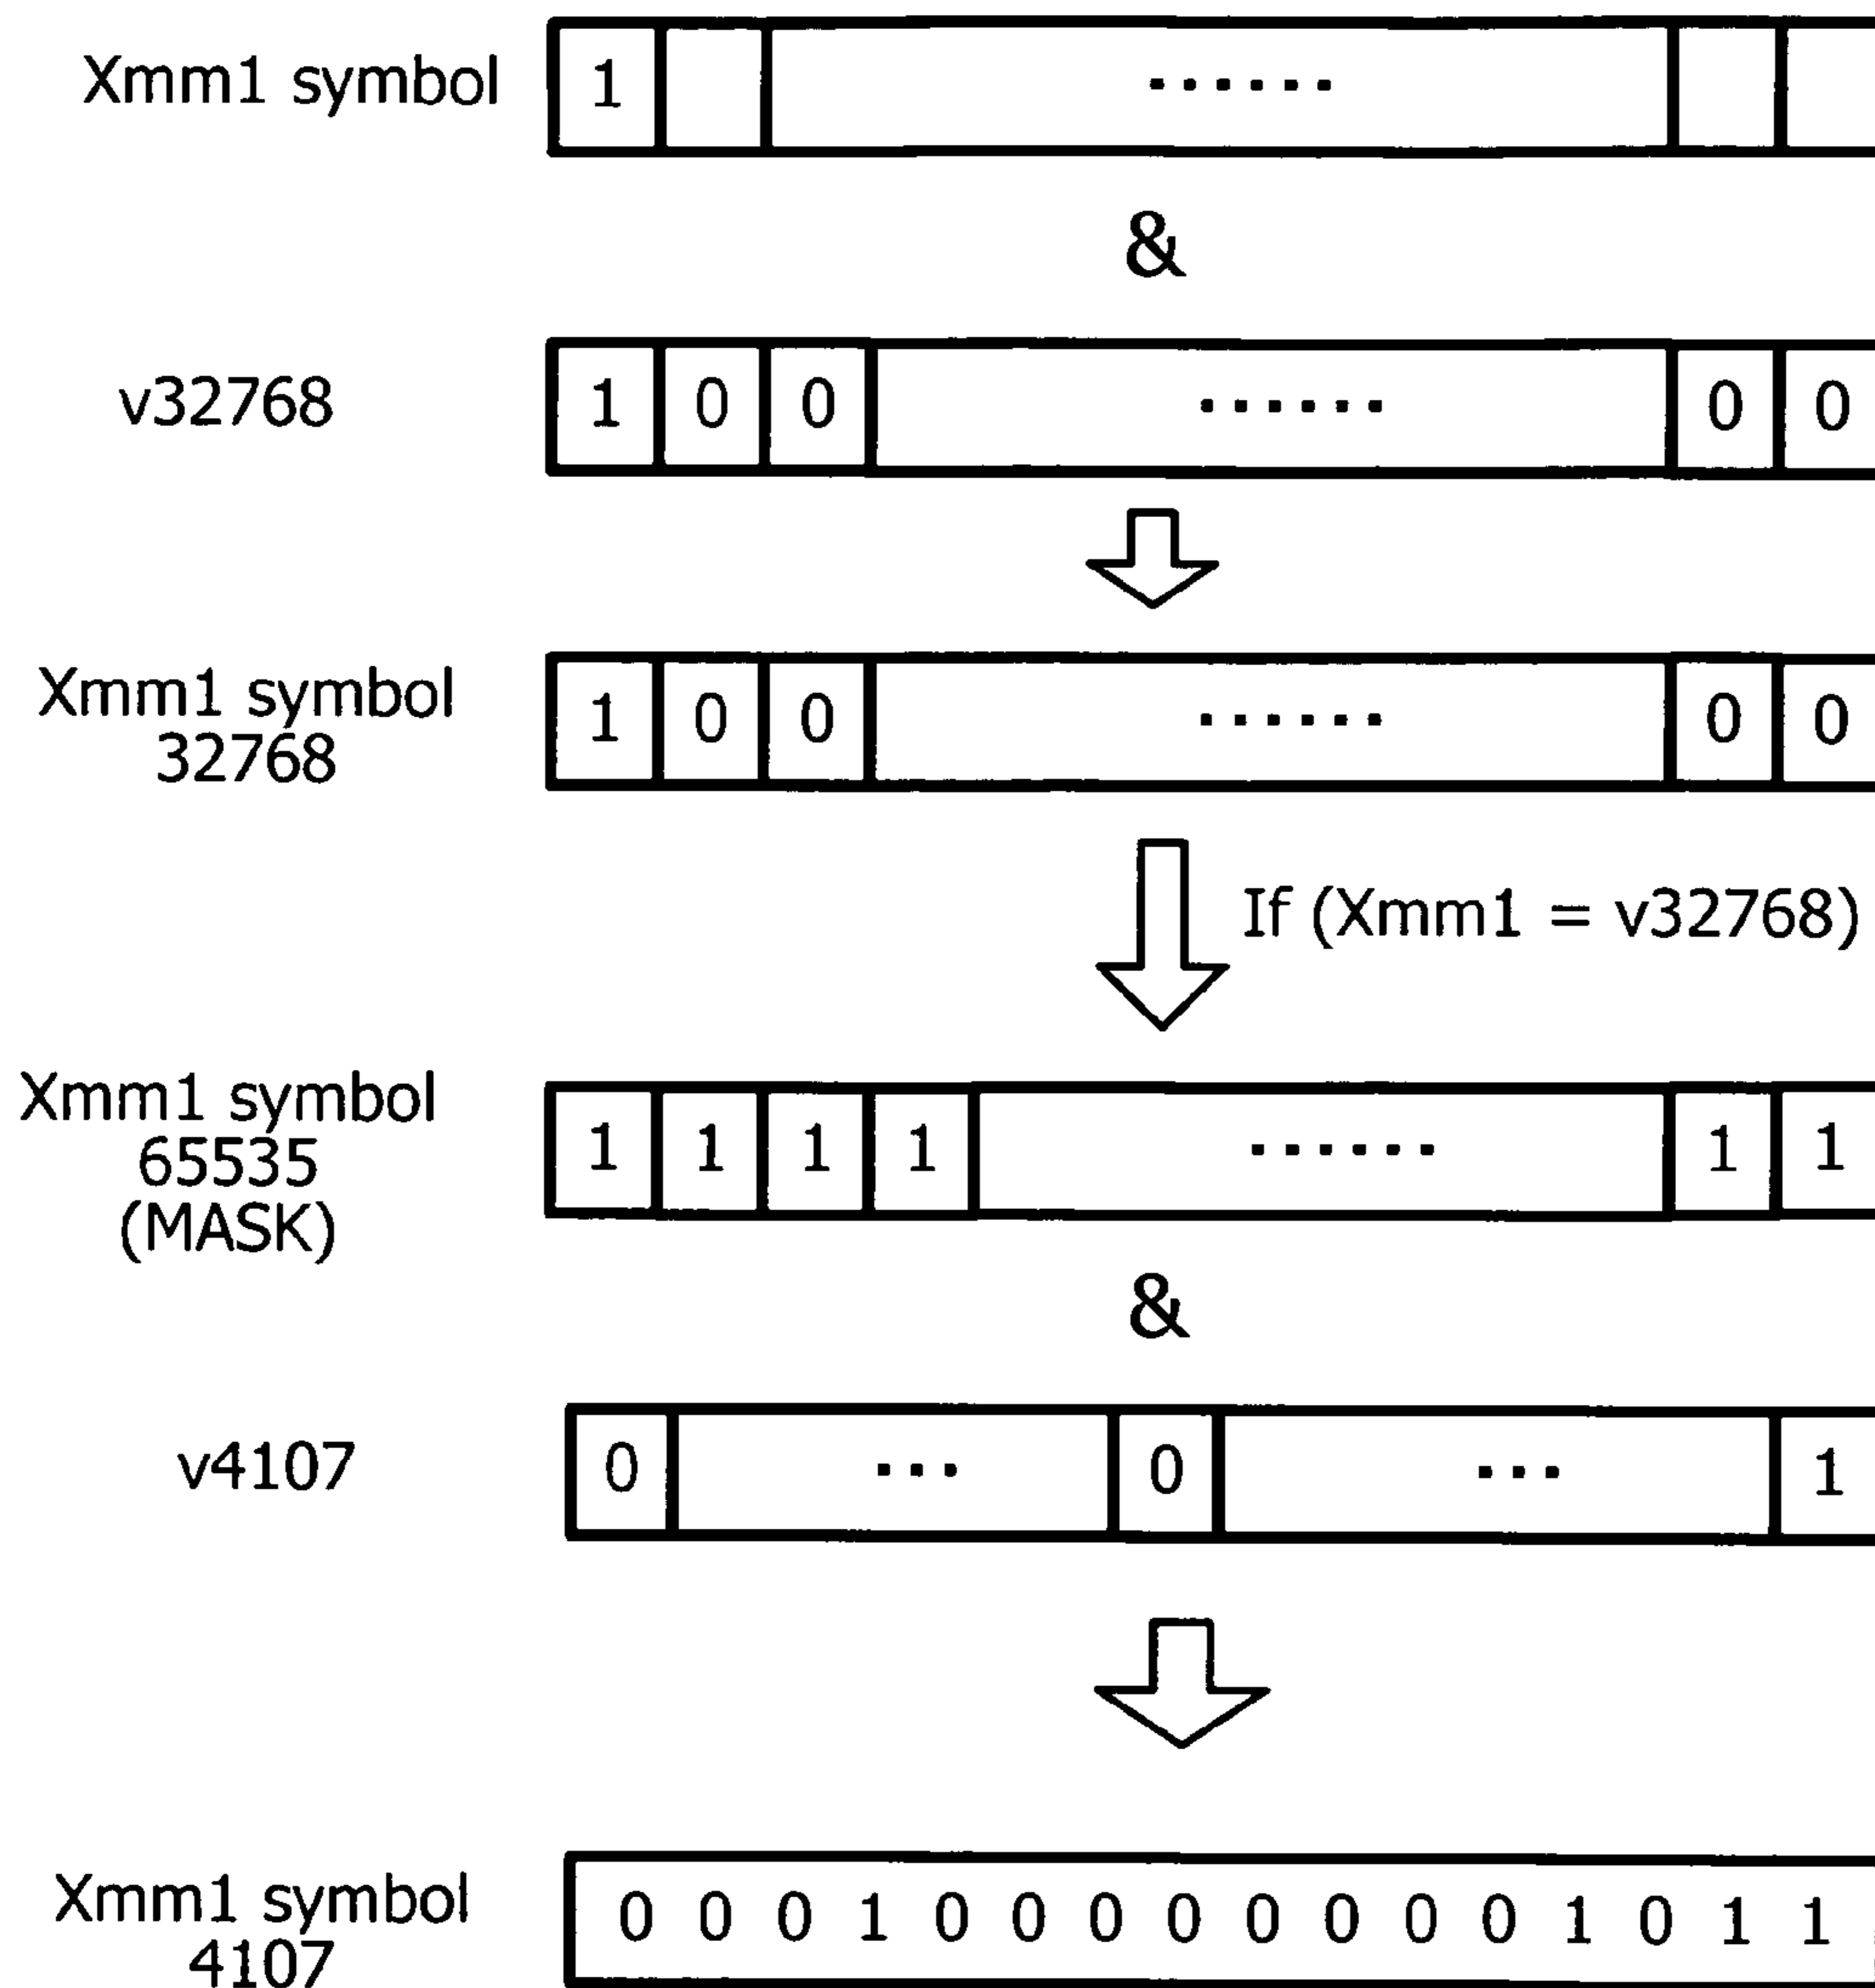 Xmm1 symbol 1 ······
&
v32768 1 0 0 ······ 0 0
Xmm1 symbol
32768
1 0 0 ······ 0 0
If (Xmm1 = v32768)
Xmm1 symbol
65535
(MASK)
1 1 1 1 ······ 1 1
&
v4107 0 ··· 0 ··· 1
Xmm1 symbol
4107
0 0 0 1 0 0 0 0 0 0 0 0 1 0 1 1